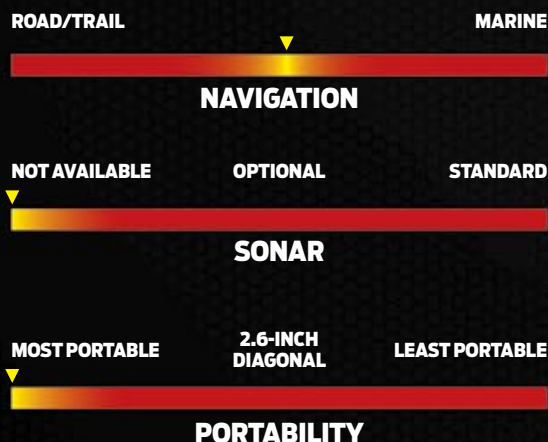 ROAD/TRAIL MARINE
NAVIGATION
NOT AVAILABLE OPTIONAL STANDARD
SONAR
MOST PORTABLE 2.6-INCH DIAGONAL LEAST PORTABLE
PORTABILITY